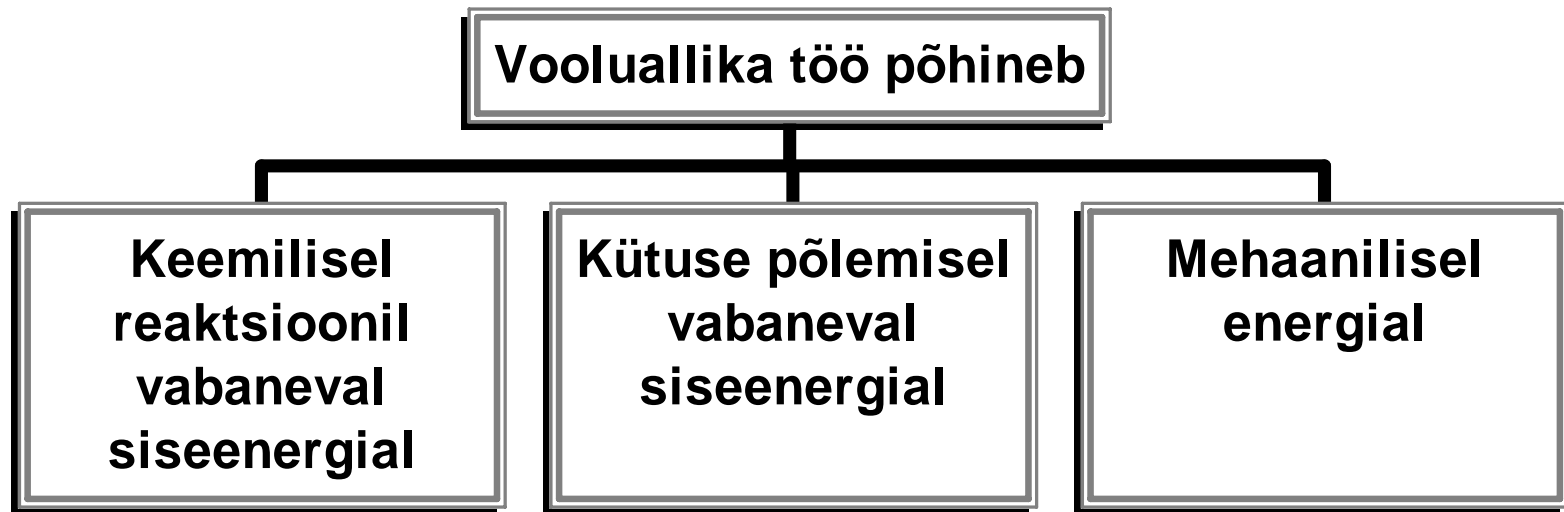 Vooluallika töö põhineb
Keemilisel
reaktsioonil
vabaneval
siseenergial
Kütuse põlemisel
vabaneval
siseenergial
Mehaanilisel
energial